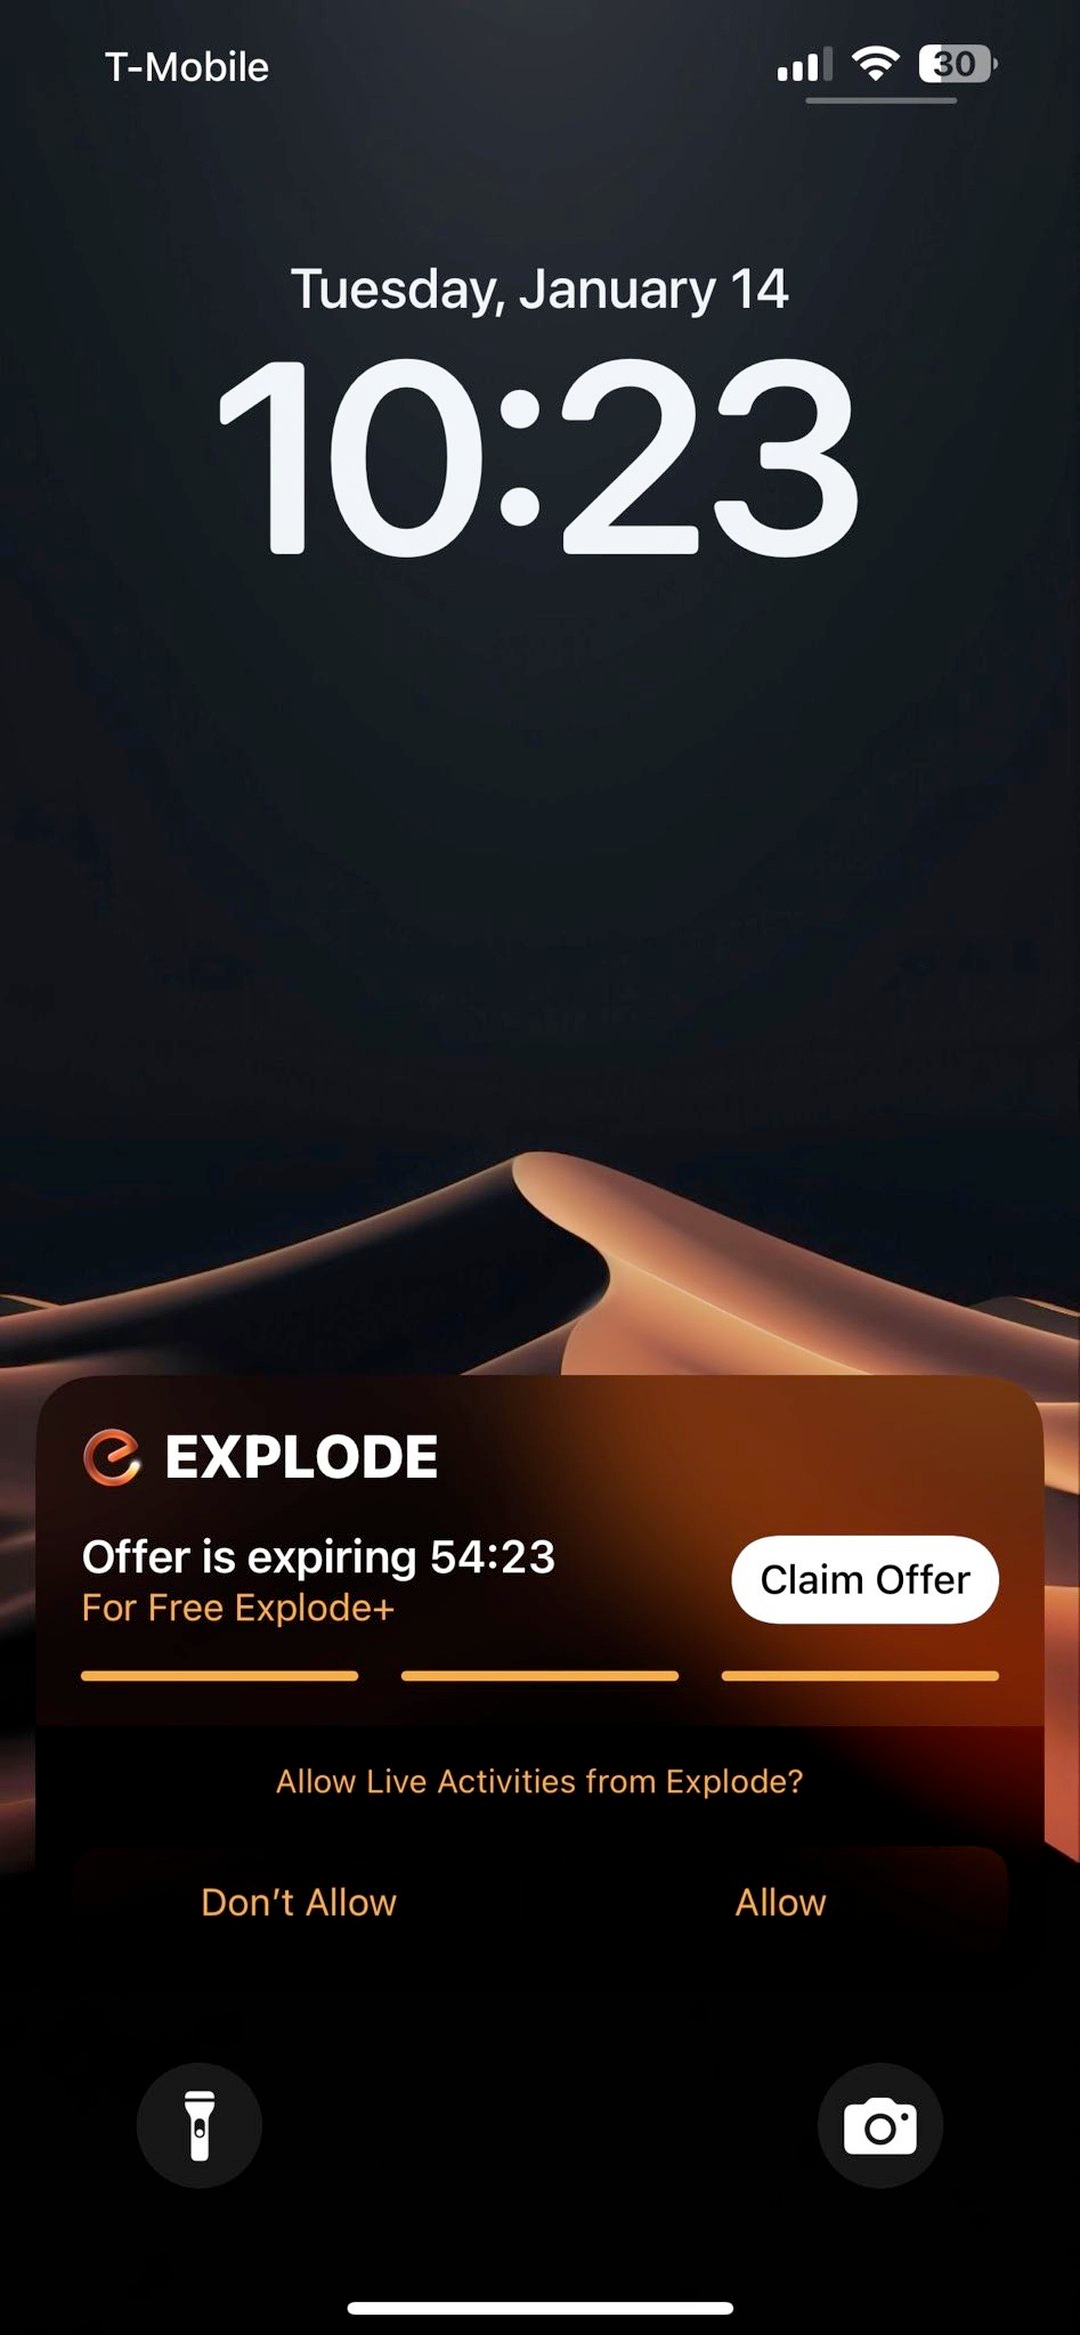 T-Mobile
30
Tuesday, January 14
10:23
EXPLODE
Offer is expiring 54:23
For Free Explode+
Claim Offer
Allow Live Activities from Explode?
Don’t Allow
Allow